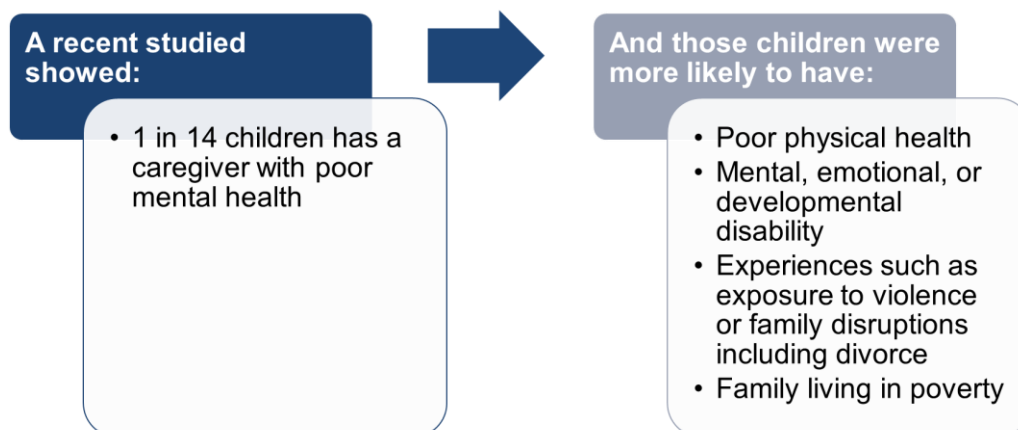 A recent studied
showed:
• 1 in 14 children has a
caregiver with poor
mental health
And those children were
more likely to have:
• Poor physical health
• Mental, emotional, or
developmental
disability
• Experiences such as
exposure to violence
or family disruptions
including divorce
• Family living in poverty